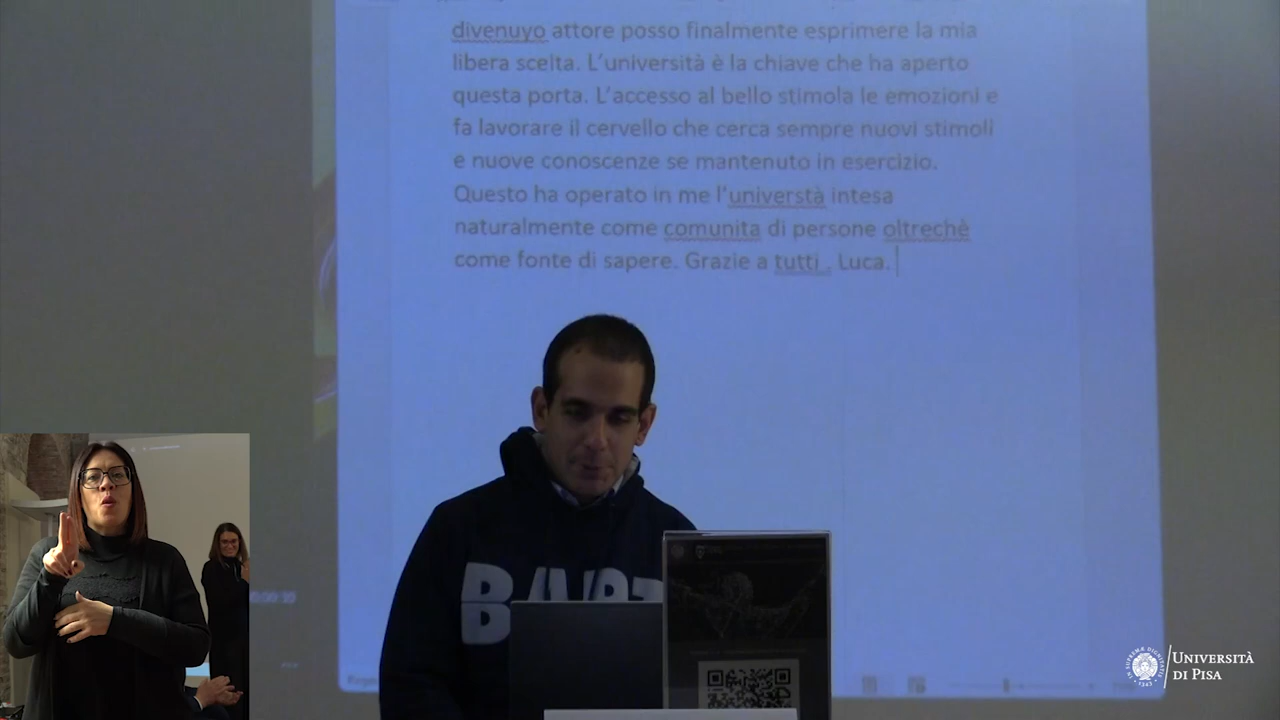 divenuyo attore posso finalmente esprimere la mia
libera scelta. L'università è la chiave che ha aperto
questa porta. L'accesso al bello stimola le emozioni e
fa lavorare il cervello che cerca sempre nuovi stimoli
e nuove conoscenze se mantenuto in esercizio.
Questo ha operato in me l'universtà intesa
naturalmente come comunita di persone oltrechè
come fonte di sapere. Grazie a tutti . Luca.
UNIVERSITÀ
DI PISA